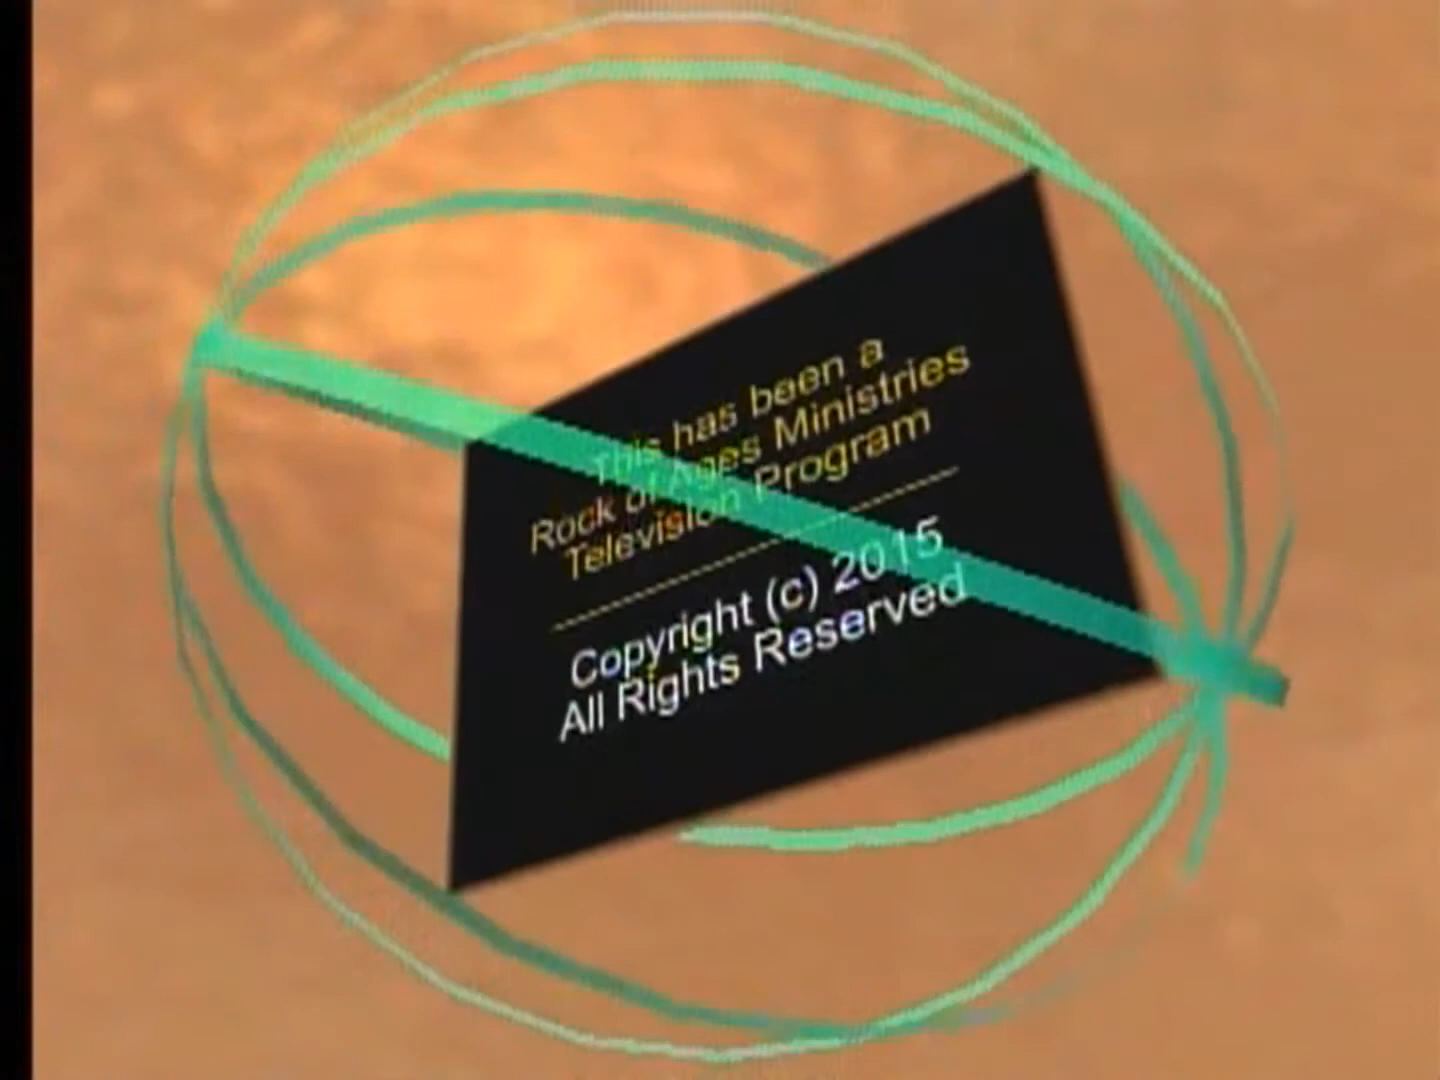 This has been a
Rock of Ages Ministries
Television Program
Copyright (c) 2015
All Rights Reserved